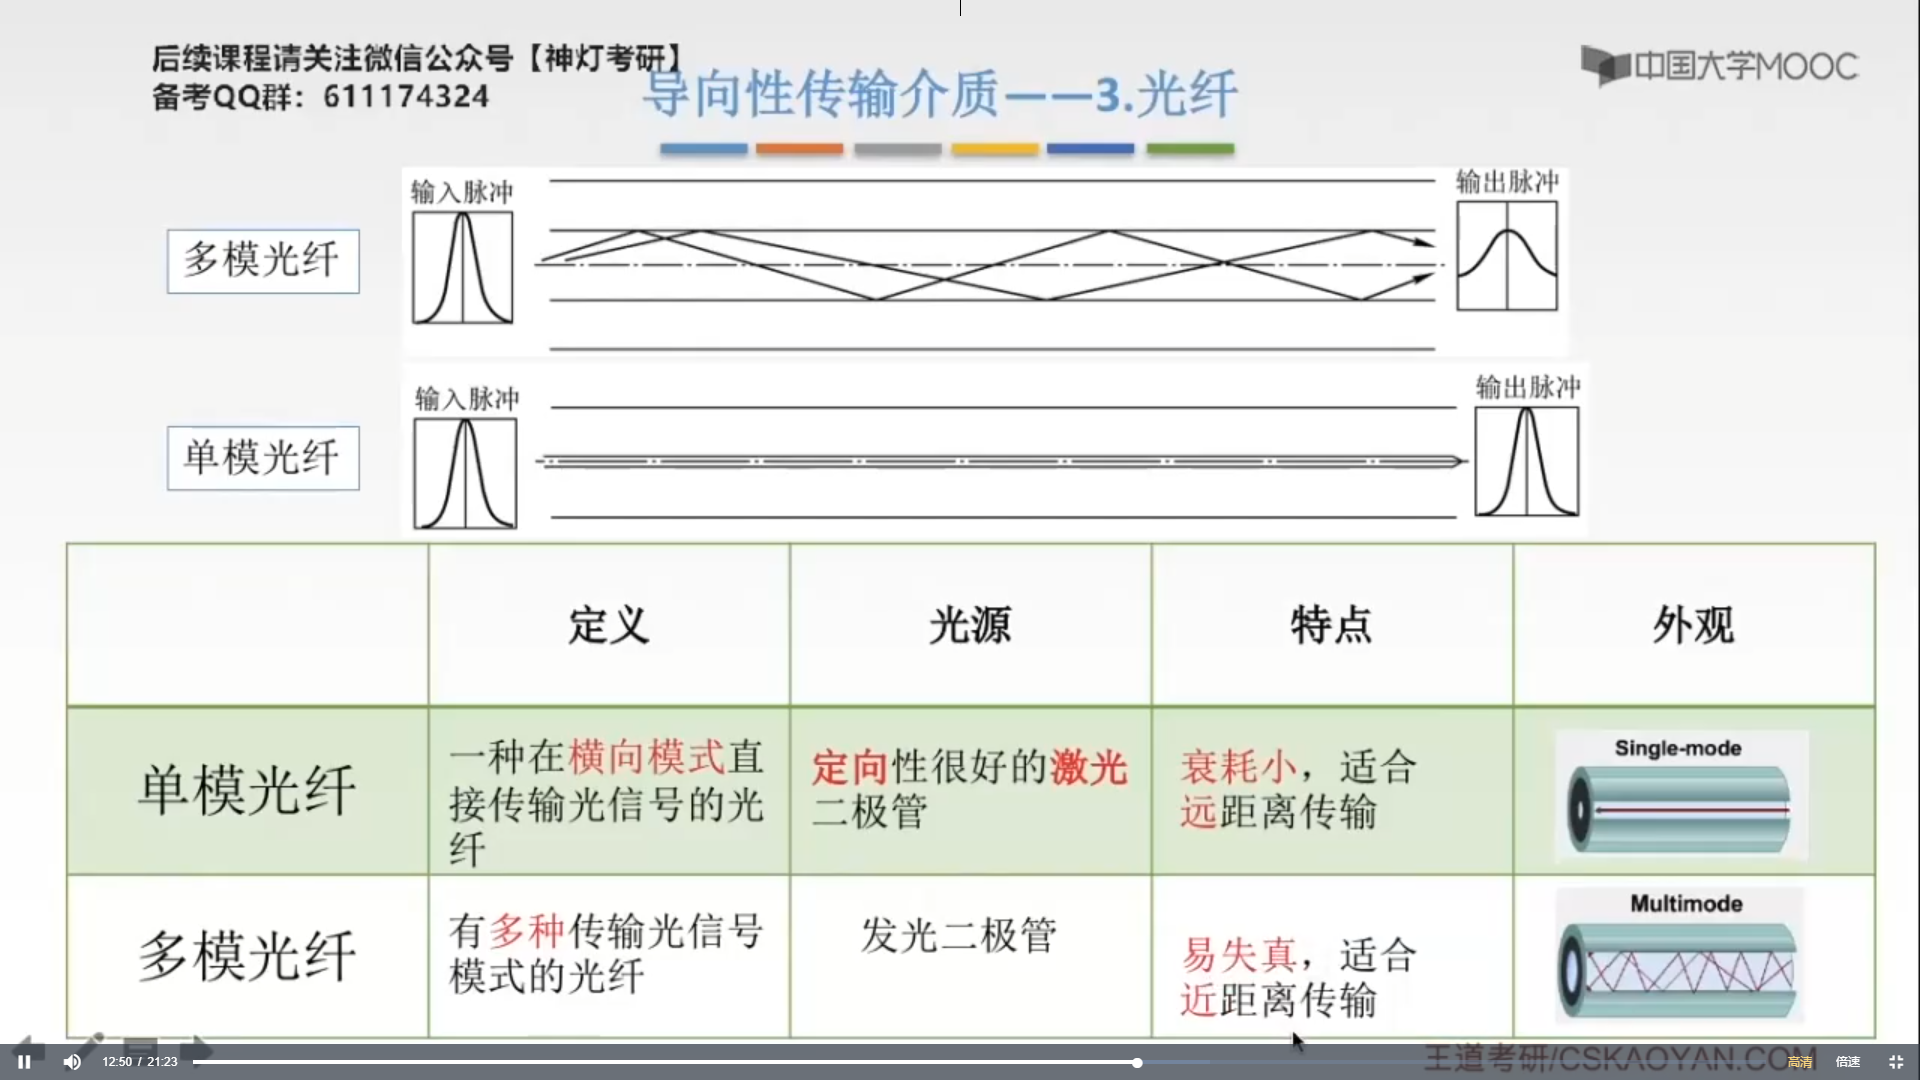 后续课程请关注微信公众号【神灯考研】
备考QQ群：611174324
导向性传输介质——3.光纤
中国大学MOOC
输入脉冲
输出脉冲
多模光纤
输入脉冲
输出脉冲
单模光纤
定义
光源
特点
外观
单模光纤
一种在横向模式直
接传输光信号的光
纤
定向性很好的激光
二极管
衰耗小，适合
远距离传输
Single-mode
多模光纤
有多种传输光信号
模式的光纤
发光二极管
易失真，适合
近距离传输
Multimode
王道考研/CSKAOYAN.COM
12:50 / 21:23
高清
倍速